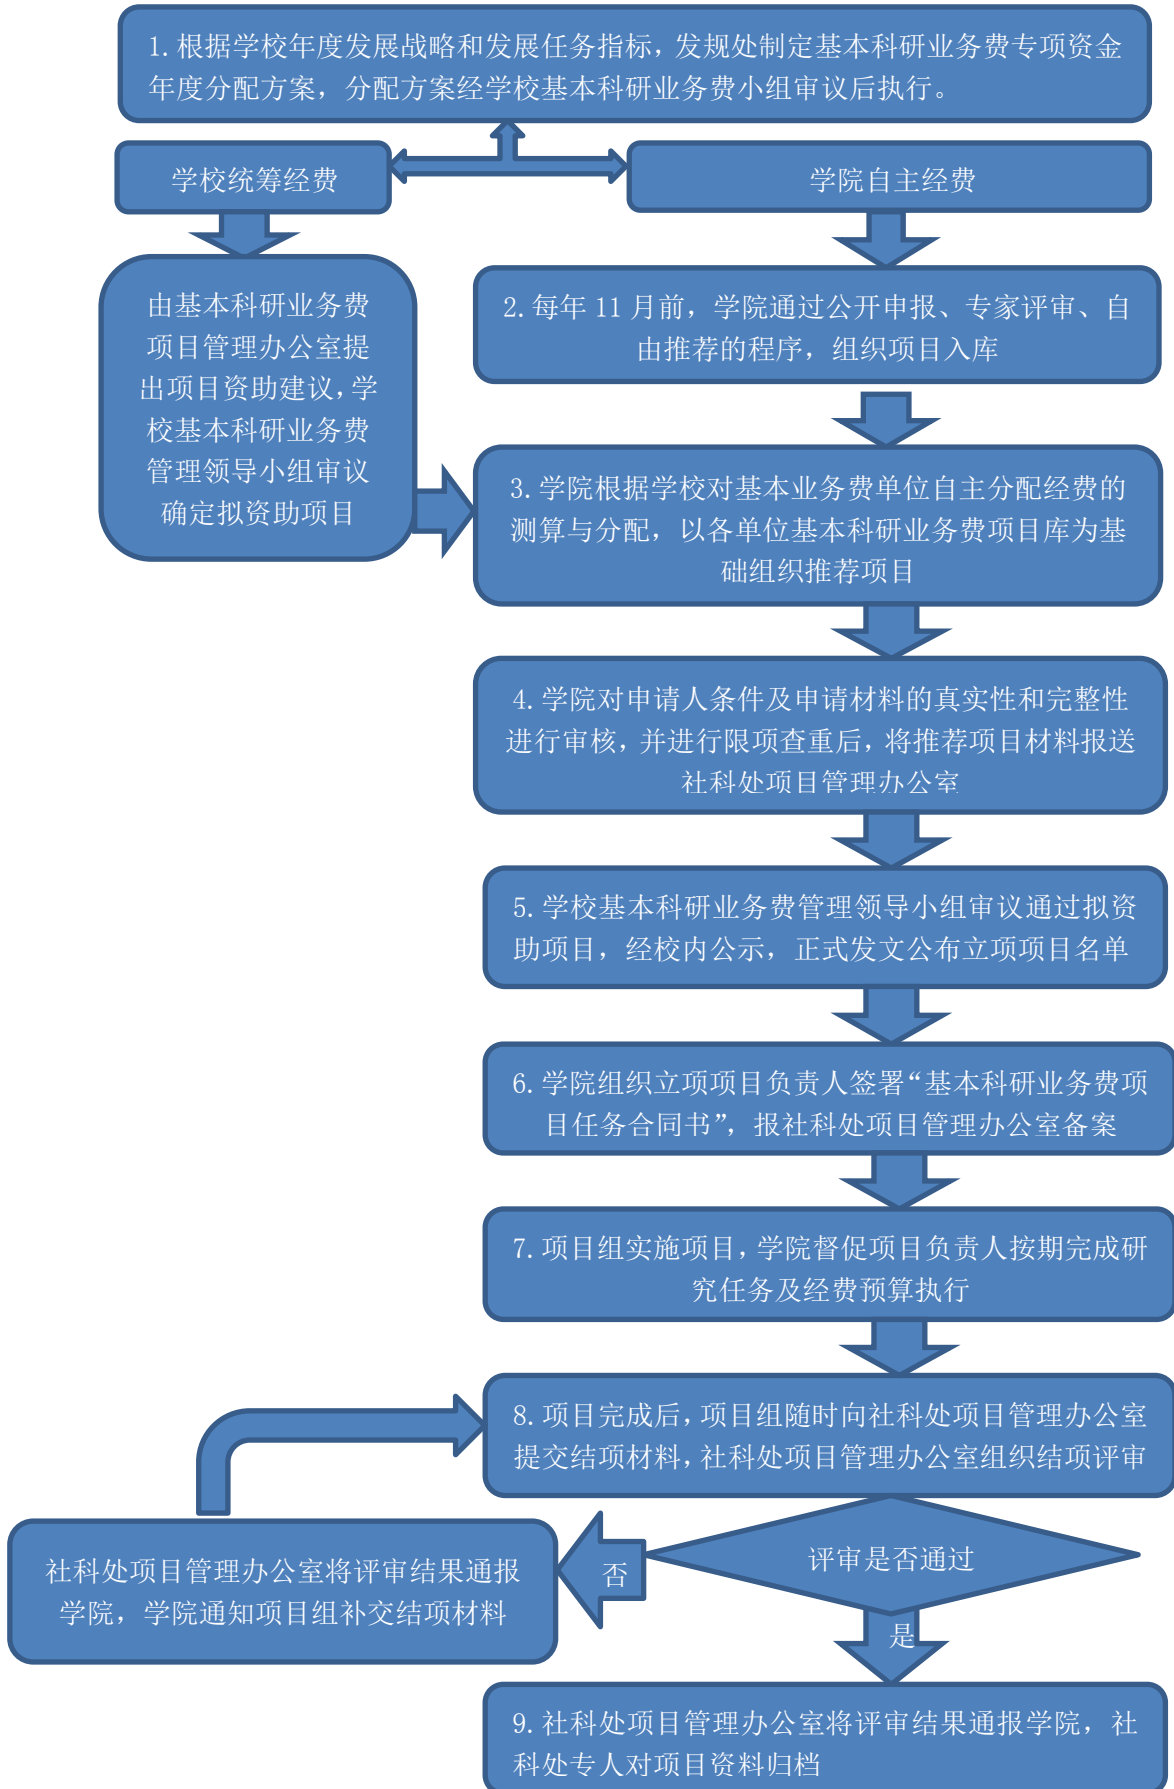 1. 根据学校年度发展战略和发展任务指标，发规处制定基本科研业务费专项资金
年度分配方案，分配方案经学校基本科研业务费小组审议后执行。
学校统筹经费
学院自主经费
由基本科研业务费
项目管理办公室提
出项目资助建议，学
校基本科研业务费
管理领导小组审议
确定拟资助项目
2. 每年 11 月前，学院通过公开申报、专家评审、自
由推荐的程序，组织项目入库
3. 学院根据学校对基本业务费单位自主分配经费的
测算与分配，以各单位基本科研业务费项目库为基
础组织推荐项目
4. 学院对申请人条件及申请材料的真实性和完整性
进行审核，并进行限项查重后，将推荐项目材料报送
社科处项目管理办公室
5. 学校基本科研业务费管理领导小组审议通过拟资
助项目，经校内公示，正式发文公布立项项目名单
6. 学院组织立项项目负责人签署“基本科研业务费项
目任务合同书”，报社科处项目管理办公室备案
7. 项目组实施项目，学院督促项目负责人按期完成研
究任务及经费预算执行
8. 项目完成后，项目组随时向社科处项目管理办公室
提交结项材料，社科处项目管理办公室组织结项评审
评审是否通过
否
社科处项目管理办公室将评审结果通报
学院，学院通知项目组补交结项材料
是
9. 社科处项目管理办公室将评审结果通报学院，社
科处专人对项目资料归档